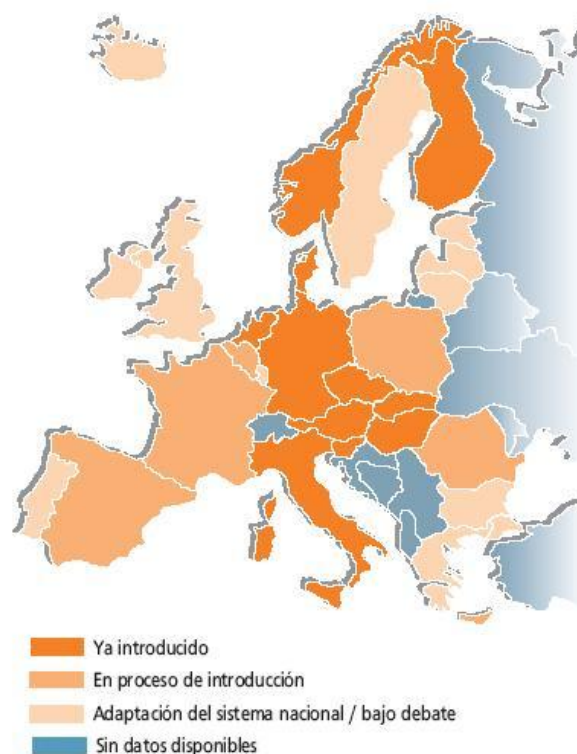 Ya introducido
En proceso de introducción
Adaptación del sistema nacional / bajo debate
Sin datos disponibles